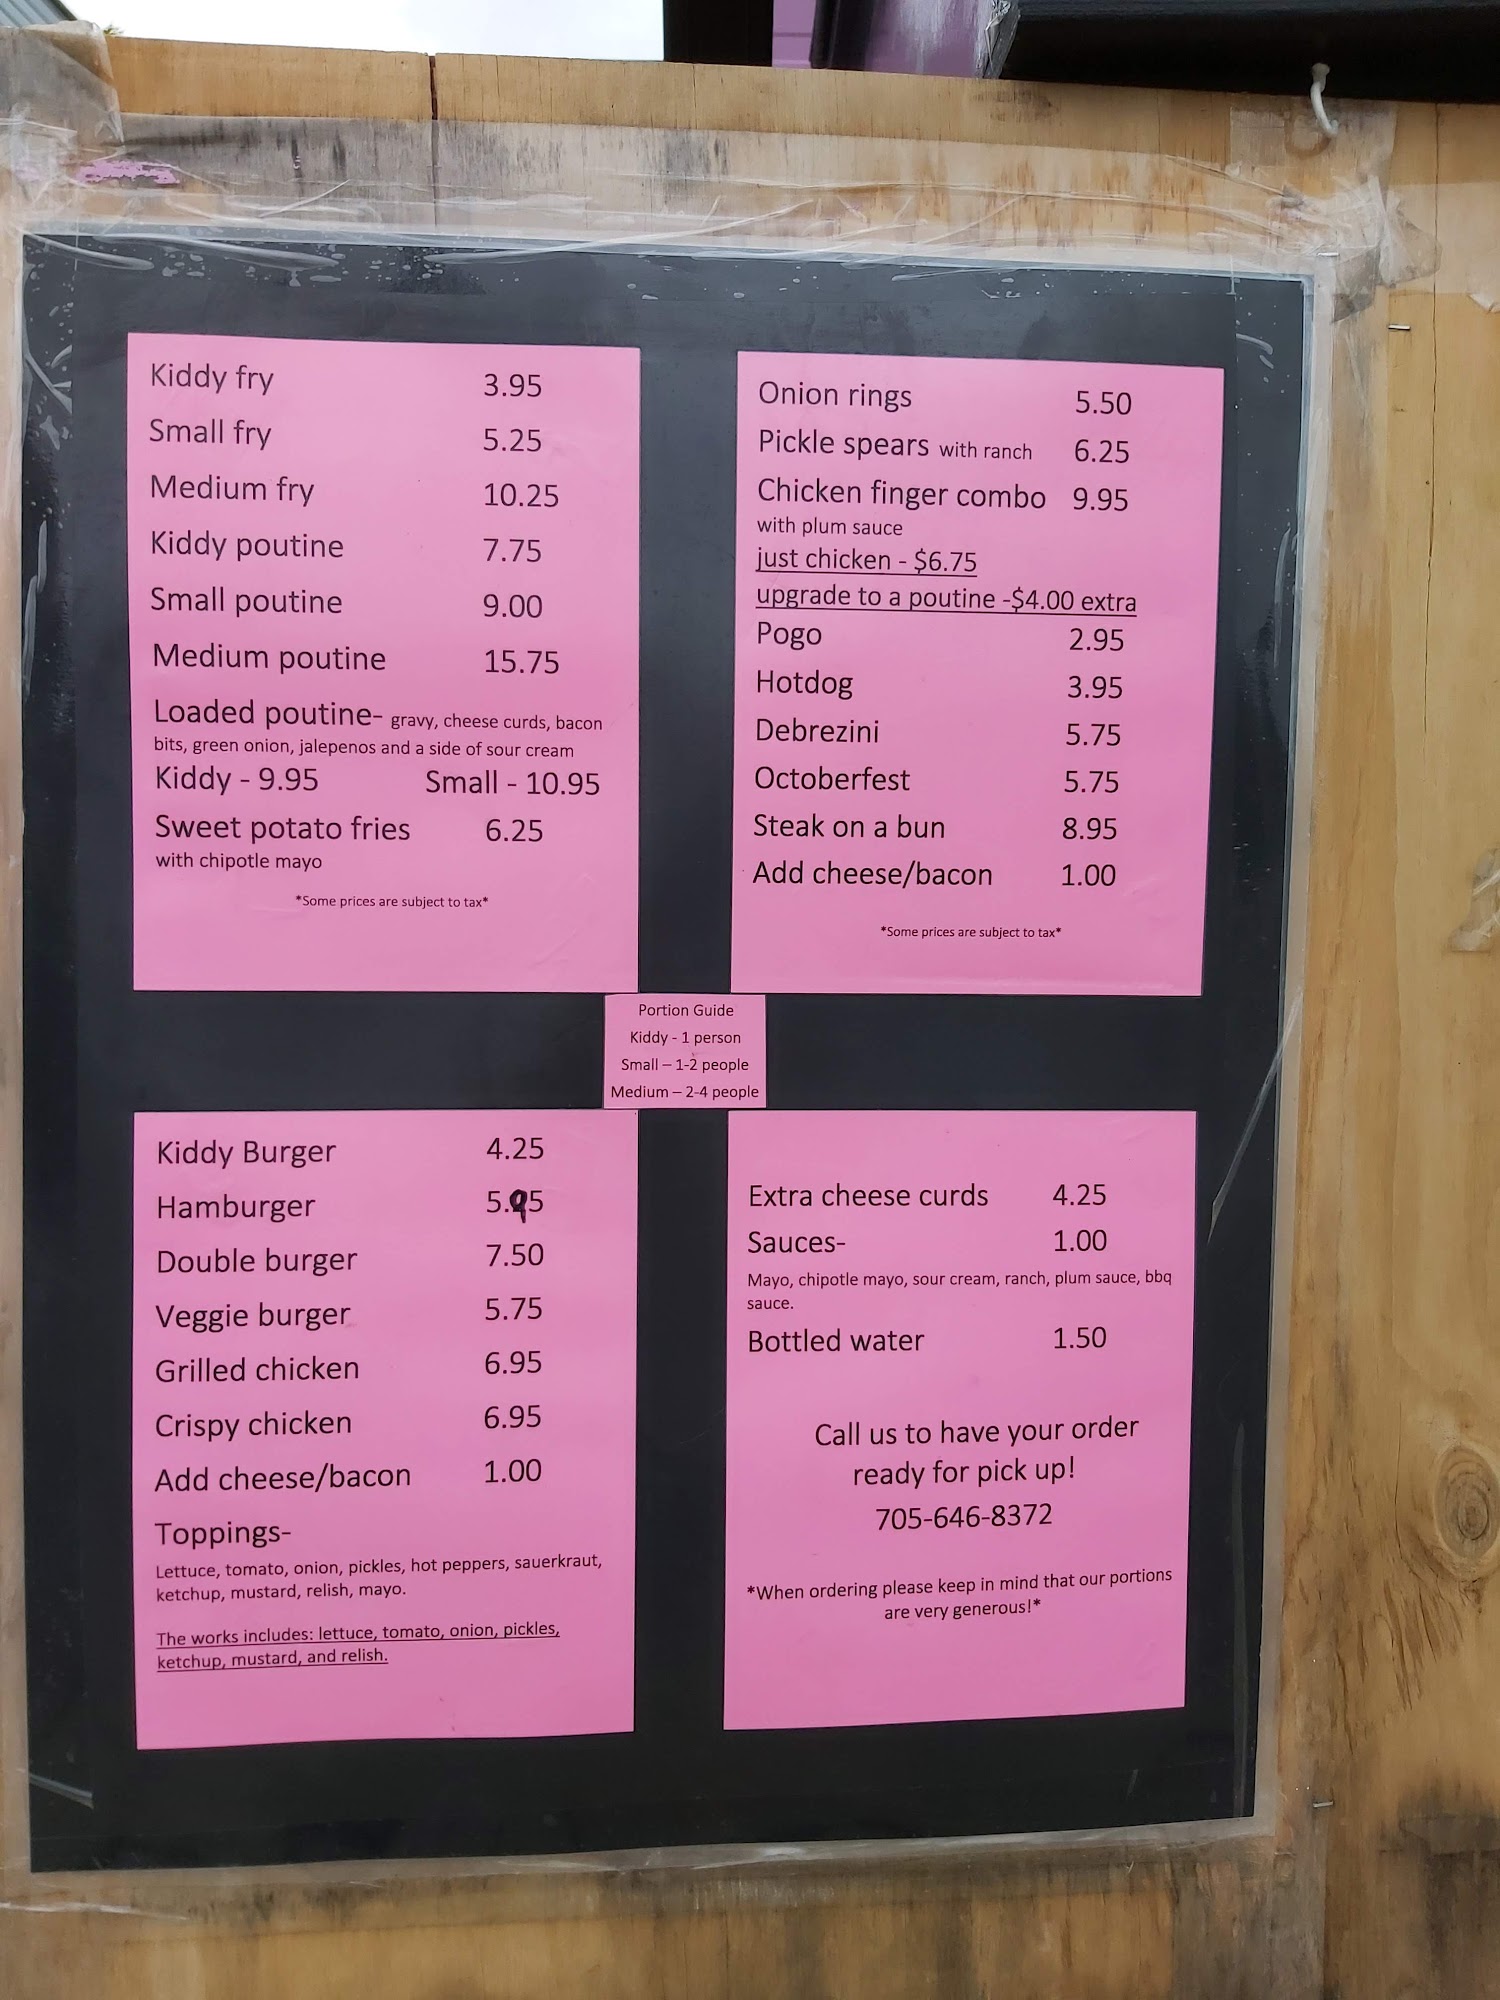 Kiddy fry 3.95
Small fry 5.25
Medium fry 10.25
Kiddy poutine 7.75
Small poutine 9.00
Medium poutine 15.75
Loaded poutine- gravy, cheese curds, bacon
bits, green onion, jalepenos and a side of sour cream
Kiddy - 9.95 Small - 10.95
Sweet potato fries 6.25
with chipotle mayo
*Some prices are subject to tax*
Onion rings 5.50
Pickle spears with ranch 6.25
Chicken finger combo 9.95
with plum sauce
just chicken - $6.75
upgrade to a poutine -$4.00 extra
Pogo 2.95
Hotdog 3.95
Debrezini 5.75
Octoberfest 5.75
Steak on a bun 8.95
Add cheese/bacon 1.00
*Some prices are subject to tax*
Portion Guide
Kiddy - 1 person
Small – 1-2 people
Medium – 2-4 people
Kiddy Burger 4.25
Hamburger 5.95
Double burger 7.50
Veggie burger 5.75
Grilled chicken 6.95
Crispy chicken 6.95
Add cheese/bacon 1.00
Toppings-
Lettuce, tomato, onion, pickles, hot peppers, sauerkraut,
ketchup, mustard, relish, mayo.
The works includes: lettuce, tomato, onion, pickles,
ketchup, mustard, and relish.
Extra cheese curds 4.25
Sauces- 1.00
Mayo, chipotle mayo, sour cream, ranch, plum sauce, bbq
sauce.
Bottled water 1.50
Call us to have your order
ready for pick up!
705-646-8372
*When ordering please keep in mind that our portions
are very generous!*